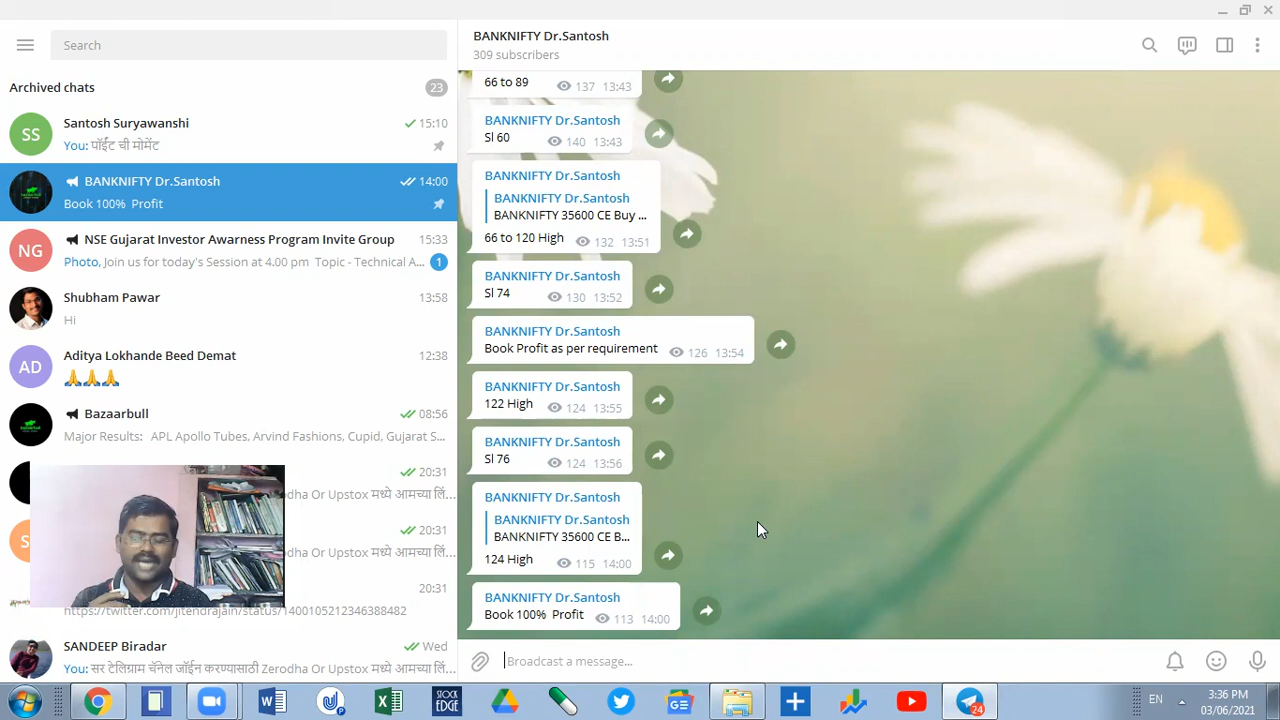 Search
Archived chats
23
Santosh Suryawanshi
15:10
You: पॉईंट ची मोमेंट
BANKNIFTY Dr.Santosh
14:00
Book 100% Profit
NSE Gujarat Investor Awarness Program Invite Group
15:33
Photo, Join us for today's Session at 4.00 pm Topic - Technical A...
1
Shubham Pawar
13:58
Hi
Aditya Lokhande Beed Demat
12:38
Bazaarbull
08:56
Major Results: APL Apollo Tubes, Arvind Fashions, Cupid, Gujarat S...
20:31
rodha Or Upstox मध्ये आमच्या लिं...
20:31
rodha Or Upstox मध्ये आमच्या लिं...
20:31
https://twitter.com/jitendrajain/status/1400105212346388482
SANDEEP Biradar
Wed
You: सर टेलिग्राम चॅनेल जॉईन करण्यासाठी Zerodha Or Upstox मध्ये आ...
SS
NG
AD
BANKNIFTY Dr.Santosh
309 subscribers
66 to 89 137 13:43
BANKNIFTY Dr.Santosh
Sl 60 140 13:43
BANKNIFTY Dr.Santosh
BANKNIFTY Dr.Santosh
BANKNIFTY 35600 CE Buy ...
66 to 120 High 132 13:51
BANKNIFTY Dr.Santosh
Sl 74 130 13:52
BANKNIFTY Dr.Santosh
Book Profit as per requirement 126 13:54
BANKNIFTY Dr.Santosh
122 High 124 13:55
BANKNIFTY Dr.Santosh
Sl 76 124 13:56
BANKNIFTY Dr.Santosh
BANKNIFTY Dr.Santosh
BANKNIFTY 35600 CE B...
124 High 115 14:00
BANKNIFTY Dr.Santosh
Book 100% Profit 113 14:00
Broadcast a message...
STOCK
EDGE
24
EN
3:36 PM
03/06/2021